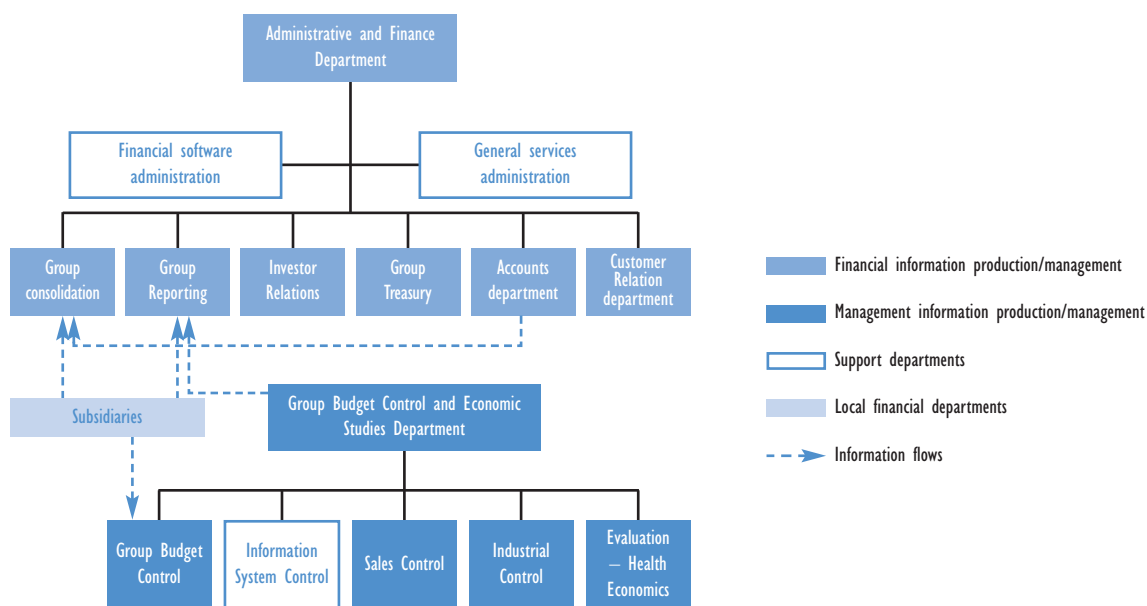 Administrative and Finance
Department
Financial software
administration
General services
administration
Group
consolidation
Group
Reporting
Investor
Relations
Group
Treasury
Accounts
department
Customer
Relation
department
Financial information production/management
Management information production/management
Support departments
Local financial departments
Information flows
Subsidiaries
Group Budget Control and Economic
Studies Department
Group Budget
Control
Information
System Control
Sales Control
Industrial
Control
Evaluation
– Health
Economics